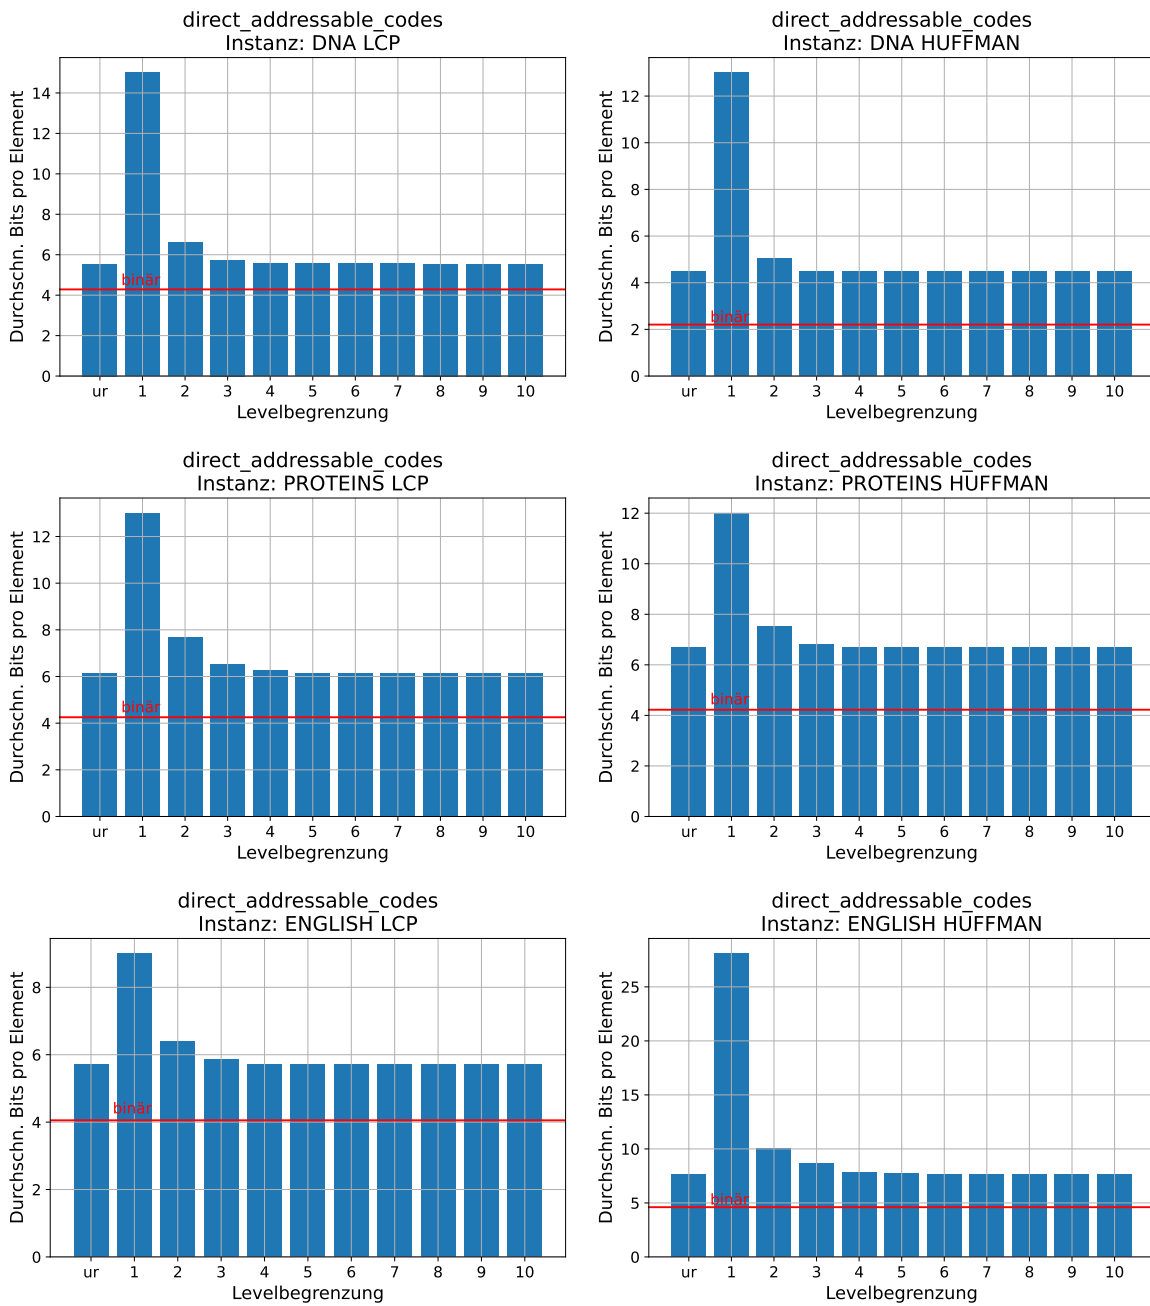 direct_addressable_codes
Instanz: DNA LCP
Durchschn. Bits pro Element
14
12
10
8
6
4
2
0
binär
ur 1 2 3 4 5 6 7 8 9 10
Levelbegrenzung
direct_addressable_codes
Instanz: DNA HUFFMAN
Durchschn. Bits pro Element
12
10
8
6
4
2
0
binär
ur 1 2 3 4 5 6 7 8 9 10
Levelbegrenzung
direct_addressable_codes
Instanz: PROTEINS LCP
Durchschn. Bits pro Element
12
10
8
6
4
2
0
binär
ur 1 2 3 4 5 6 7 8 9 10
Levelbegrenzung
direct_addressable_codes
Instanz: PROTEINS HUFFMAN
Durchschn. Bits pro Element
12
10
8
6
4
2
0
binär
ur 1 2 3 4 5 6 7 8 9 10
Levelbegrenzung
direct_addressable_codes
Instanz: ENGLISH LCP
Durchschn. Bits pro Element
8
6
4
2
0
binär
ur 1 2 3 4 5 6 7 8 9 10
Levelbegrenzung
direct_addressable_codes
Instanz: ENGLISH HUFFMAN
Durchschn. Bits pro Element
25
20
15
10
5
0
binär
ur 1 2 3 4 5 6 7 8 9 10
Levelbegrenzung